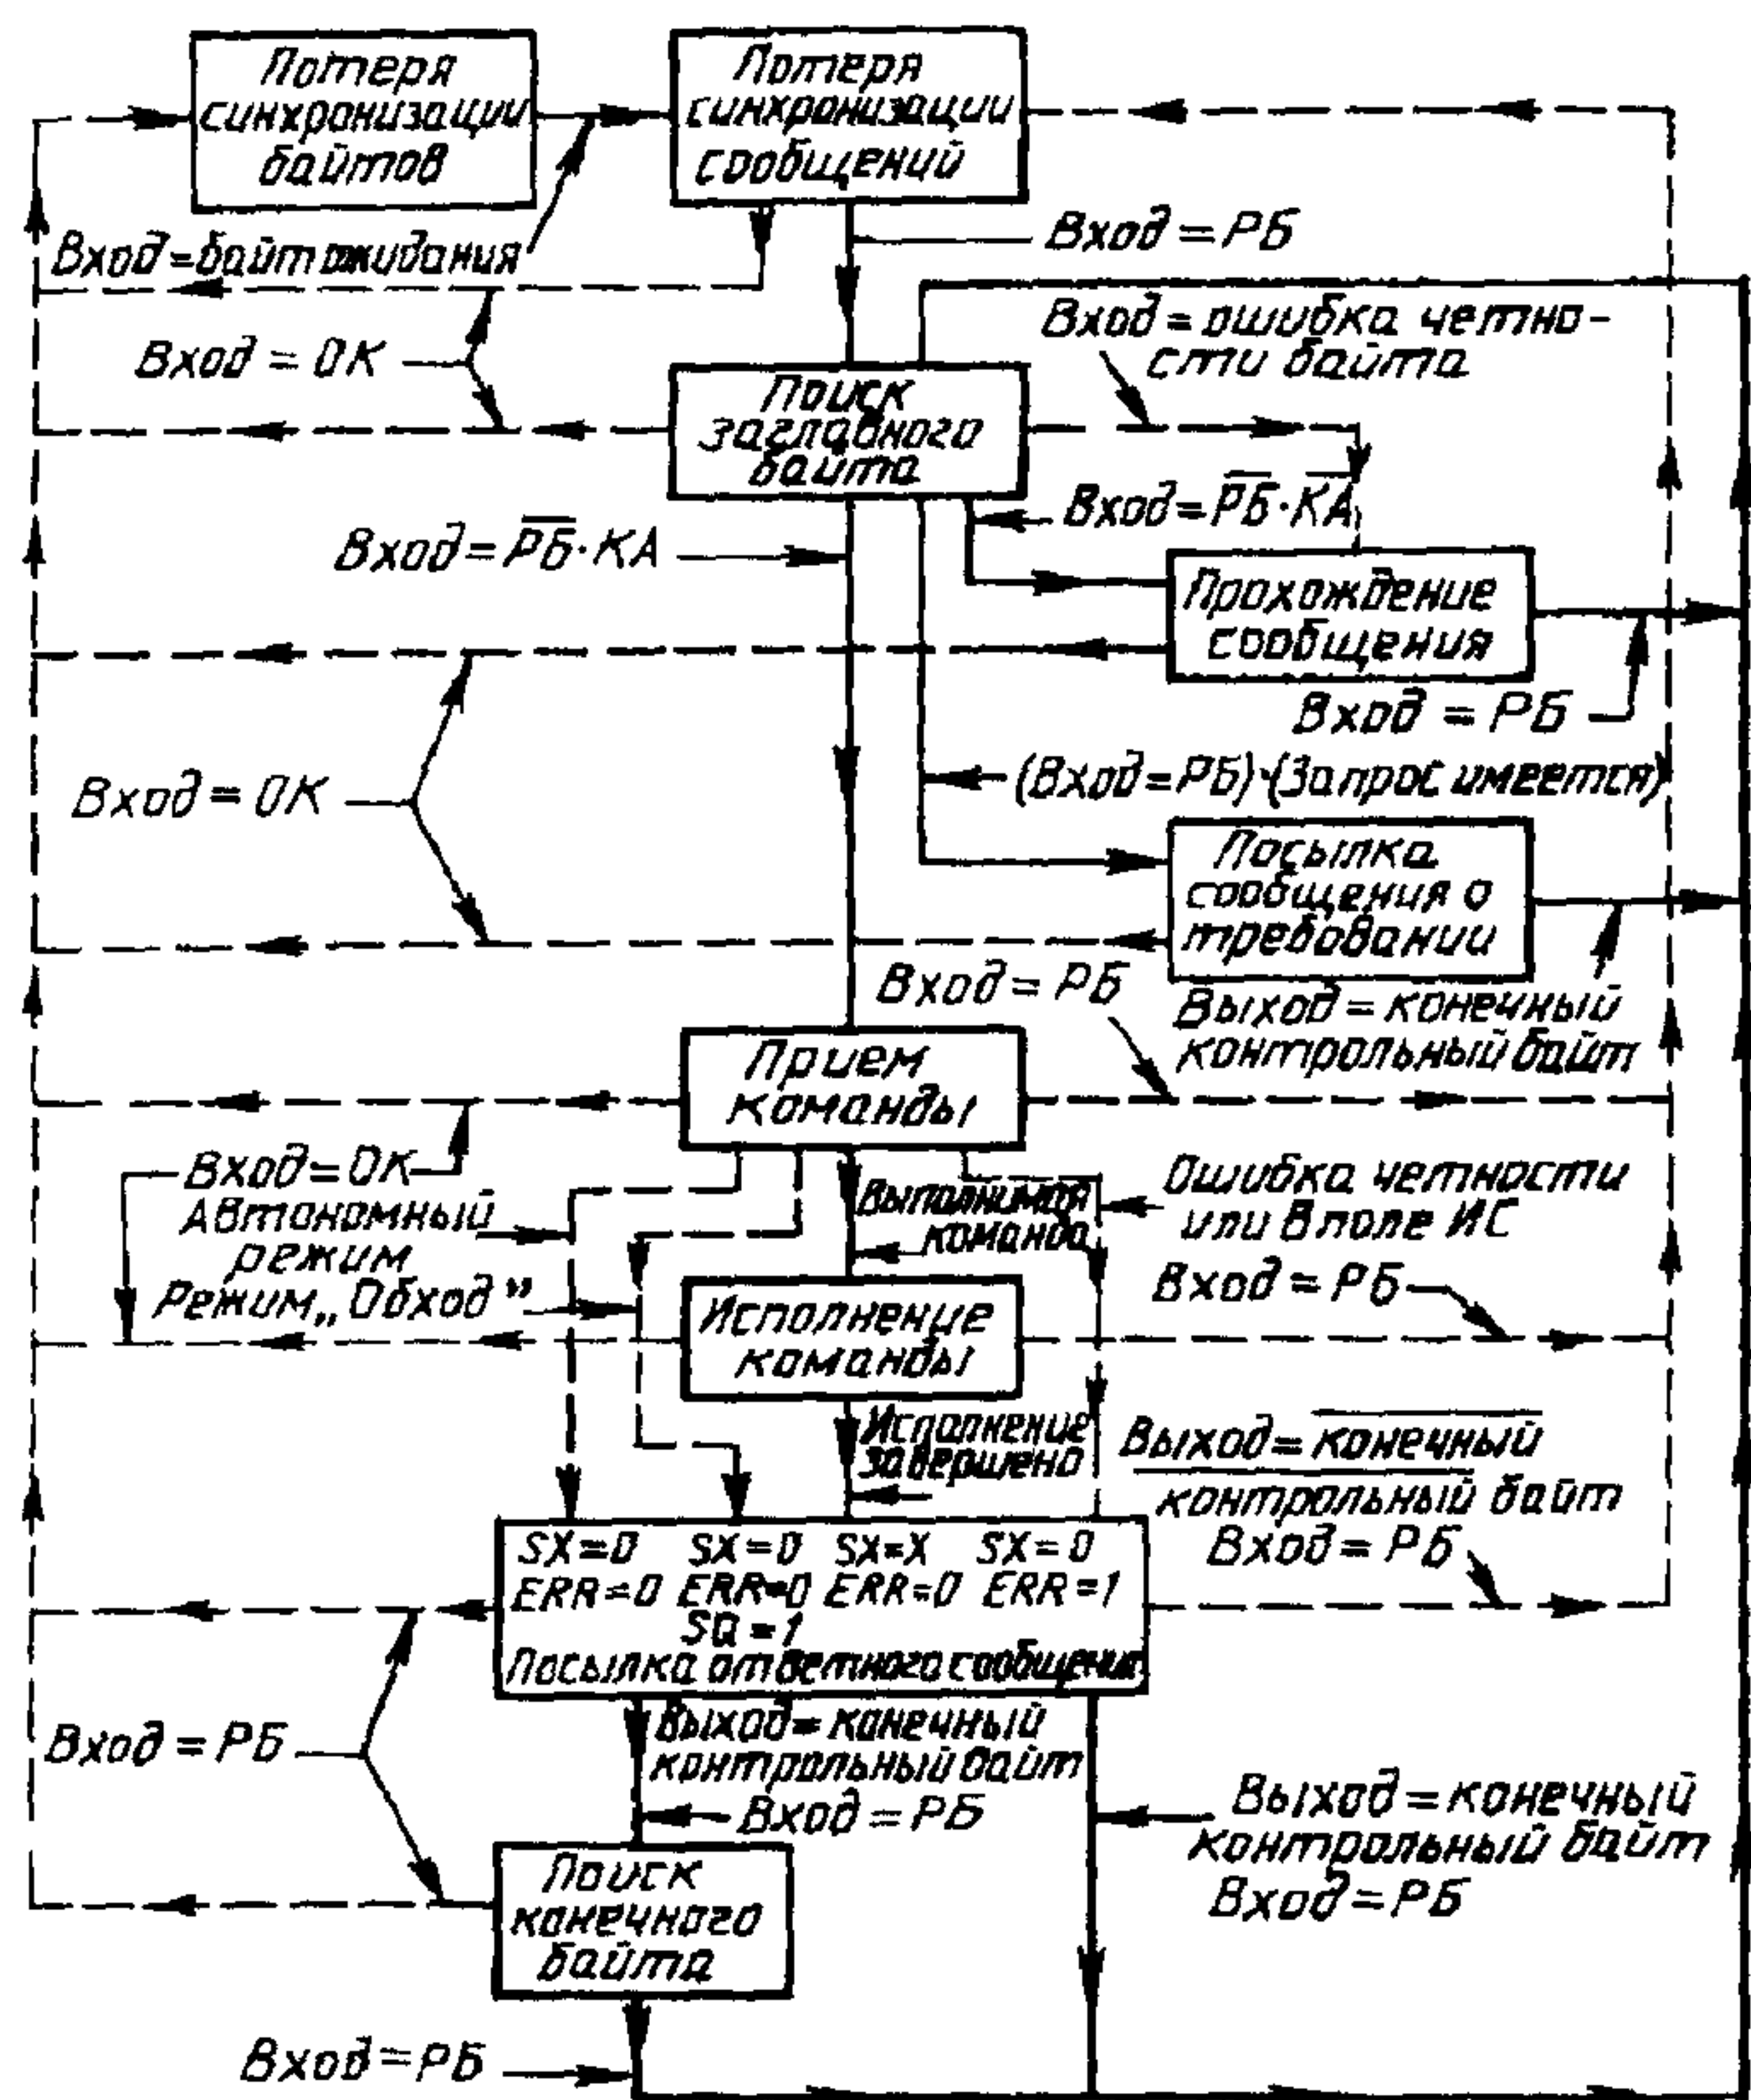 Потеря
синхронизации
байтов
Потеря
синхронизации
сообщений
Вход = байт ожидания
Вход = РБ
Вход = ОК
Вход = ошибка четно-
сти байта
Поиск
заглавного
байта
Вход = P̅Б̅·КА
Вход = P̅Б̅·К̅А̅
Прохождение
сообщения
Вход = РБ
Вход = ОК
(Вход = РБ)·(Запрос имеется)
Посылка
сообщения о
требовании
Вход = РБ
Выход = конечный
контрольный байт
Прием
команды
Вход = ОК
Автономный
режим
Режим „Обход”
Выполнимая
команда
Ошибка четности
или в поле ИС
Вход = РБ
Исполнение
команды
Исполнение
завершено
Выход = к̅о̅н̅е̅ч̅н̅ы̅й̅
к̅о̅н̅т̅р̅о̅л̅ь̅н̅ы̅й̅ байт
Вход = РБ
SX=0 SX=0 SX=X SX=0
ERR=0 ERR=0 ERR=0 ERR=1
SQ=1
Посылка ответного сообщения
Вход = РБ
Выход = конечный
контрольный байт
Вход = РБ
Выход = конечный
контрольный байт
Вход = РБ
Поиск
конечного
байта
Вход = РБ